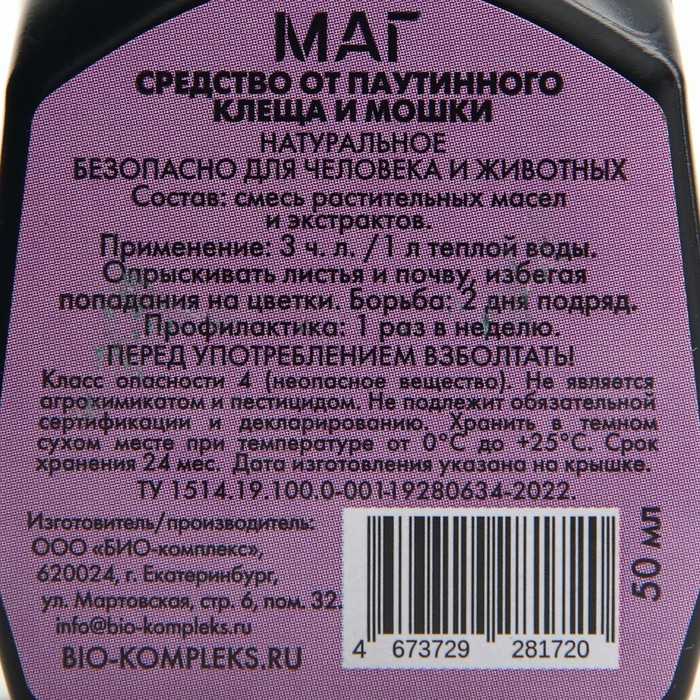 МАГ
СРЕДСТВО ОТ ПАУТИННОГО
КЛЕЩА И МОШКИ
НАТУРАЛЬНОЕ
БЕЗОПАСНО ДЛЯ ЧЕЛОВЕКА И ЖИВОТНЫХ
Состав: смесь растительных масел
и экстрактов.
Применение: 3 ч. л. /1 л теплой воды.
Опрыскивать листья и почву, избегая
попадания на цветки. Борьба: 2 дня подряд.
Профилактика: 1 раз в неделю.
ПЕРЕД УПОТРЕБЛЕНИЕМ ВЗБОЛТАТЬ!
Класс опасности 4 (неопасное вещество). Не является
агрохимикатом и пестицидом. Не подлежит обязательной
сертификации и декларированию. Хранить в темном
сухом месте при температуре от 0°С до +25°С. Срок
хранения 24 мес. Дата изготовления указана на крышке.
ТУ 1514.19.100.0-001-19280634-2022.
Изготовитель/производитель:
ООО «БИО-комплекс»,
620024, г. Екатеринбург,
ул. Мартовская, стр. 6, пом. 32.
info@bio-kompleks.ru
BIO-KOMPLEKS.RU
4 673729 281720
50 мл